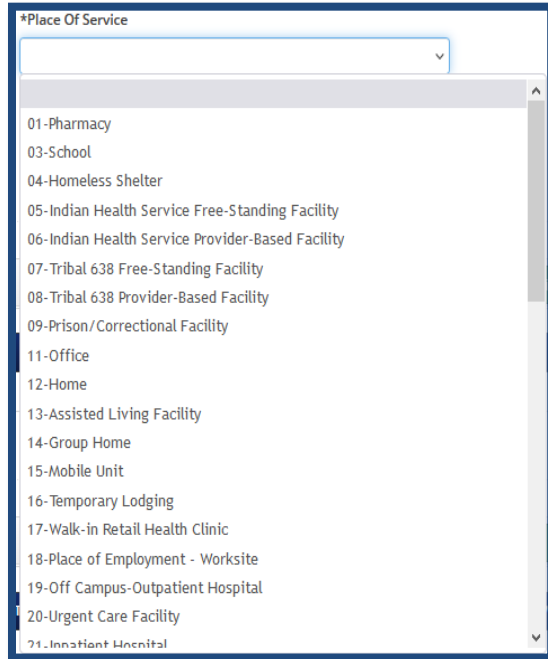 *Place Of Service
01-Pharmacy
03-School
04-Homeless Shelter
05-Indian Health Service Free-Standing Facility
06-Indian Health Service Provider-Based Facility
07-Tribal 638 Free-Standing Facility
08-Tribal 638 Provider-Based Facility
09-Prison/Correctional Facility
11-Office
12-Home
13-Assisted Living Facility
14-Group Home
15-Mobile Unit
16-Temporary Lodging
17-Walk-in Retail Health Clinic
18-Place of Employment - Worksite
19-Off Campus-Outpatient Hospital
20-Urgent Care Facility
21-Inpatient Hospital